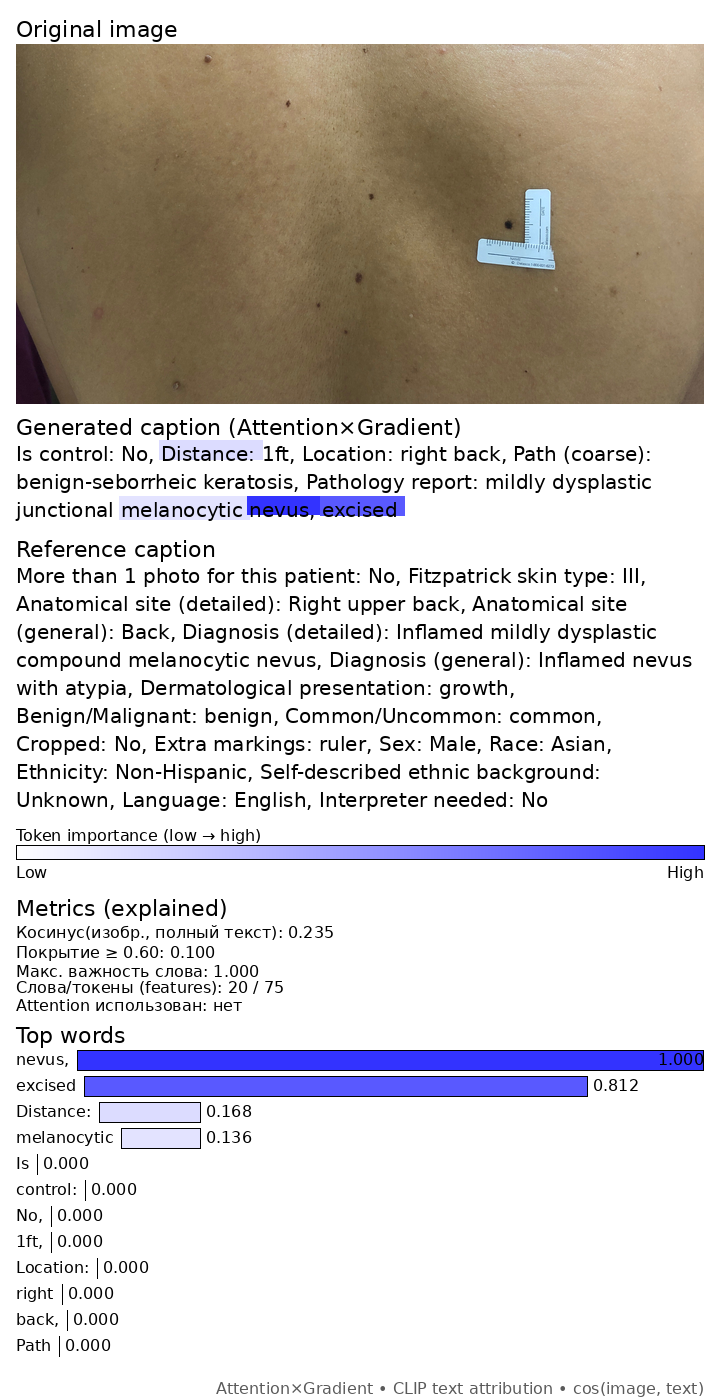 Original image
Generated caption (Attention×Gradient)
Is control: No, Distance: 1ft, Location: right back, Path (coarse):
benign-seborrheic keratosis, Pathology report: mildly dysplastic
junctional melanocytic nevus, excised
Reference caption
More than 1 photo for this patient: No, Fitzpatrick skin type: III,
Anatomical site (detailed): Right upper back, Anatomical site
(general): Back, Diagnosis (detailed): Inflamed mildly dysplastic
compound melanocytic nevus, Diagnosis (general): Inflamed nevus
with atypia, Dermatological presentation: growth,
Benign/Malignant: benign, Common/Uncommon: common,
Cropped: No, Extra markings: ruler, Sex: Male, Race: Asian,
Ethnicity: Non-Hispanic, Self-described ethnic background:
Unknown, Language: English, Interpreter needed: No
Token importance (low → high)
Low High
Metrics (explained)
Косинус(изобр., полный текст): 0.235
Покрытие ≥ 0.60: 0.100
Макс. важность слова: 1.000
Слова/токены (features): 20 / 75
Attention использован: нет
Top words
nevus, 1.000
excised 0.812
Distance: 0.168
melanocytic 0.136
Is 0.000
control: 0.000
No, 0.000
1ft, 0.000
Location: 0.000
right 0.000
back, 0.000
Path 0.000
Attention×Gradient • CLIP text attribution • cos(image, text)